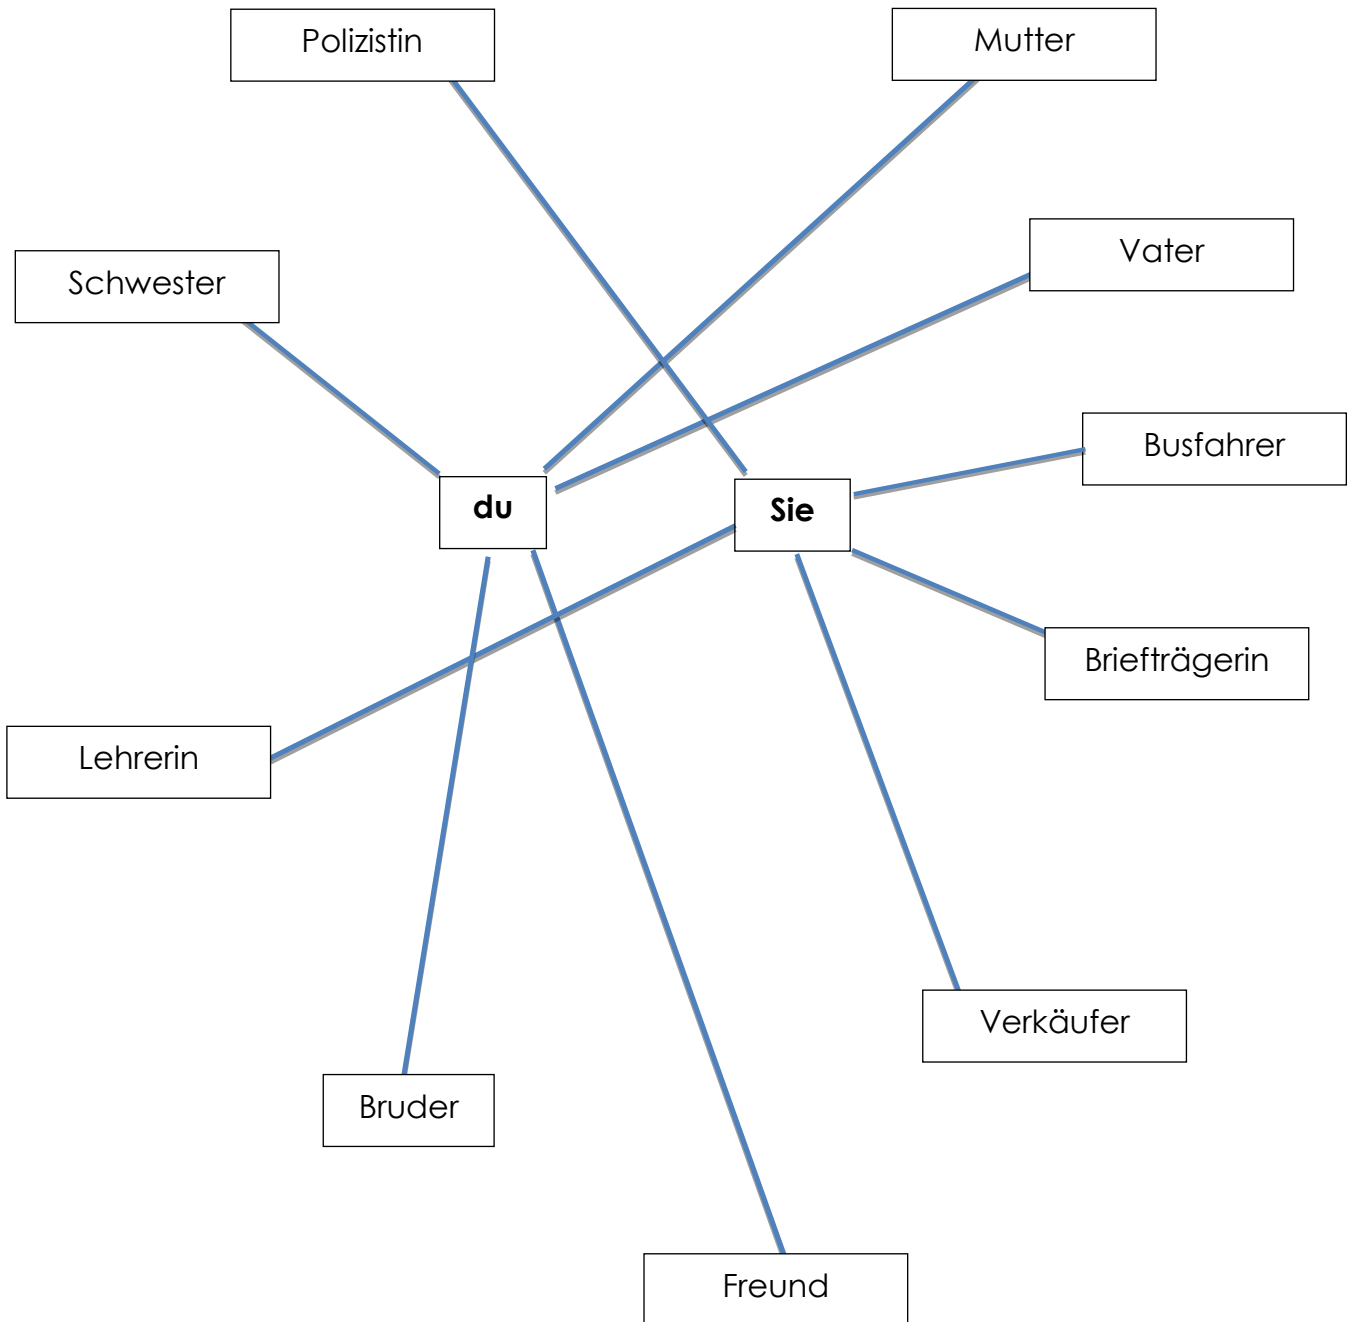 Polizistin
Mutter
Vater
Schwester
Busfahrer
du
Sie
Briefträgerin
Lehrerin
Verkäufer
Bruder
Freund